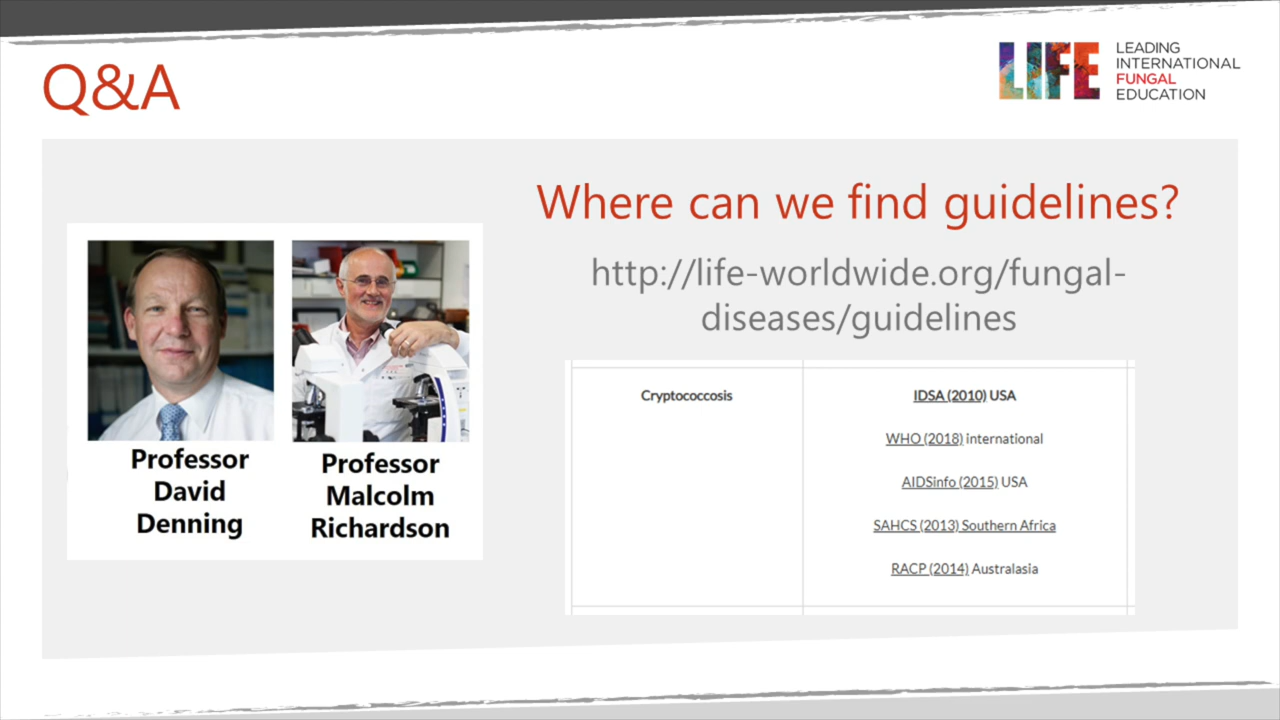 Q&A
LIFE
LEADING
INTERNATIONAL
FUNGAL
EDUCATION
Where can we find guidelines?
http://life-worldwide.org/fungal-
diseases/guidelines
Professor
David
Denning
Professor
Malcolm
Richardson
Cryptococcosis
IDSA (2010) USA
WHO (2018) international
AIDSinfo (2015) USA
SAHCS (2013) Southern Africa
RACP (2014) Australasia